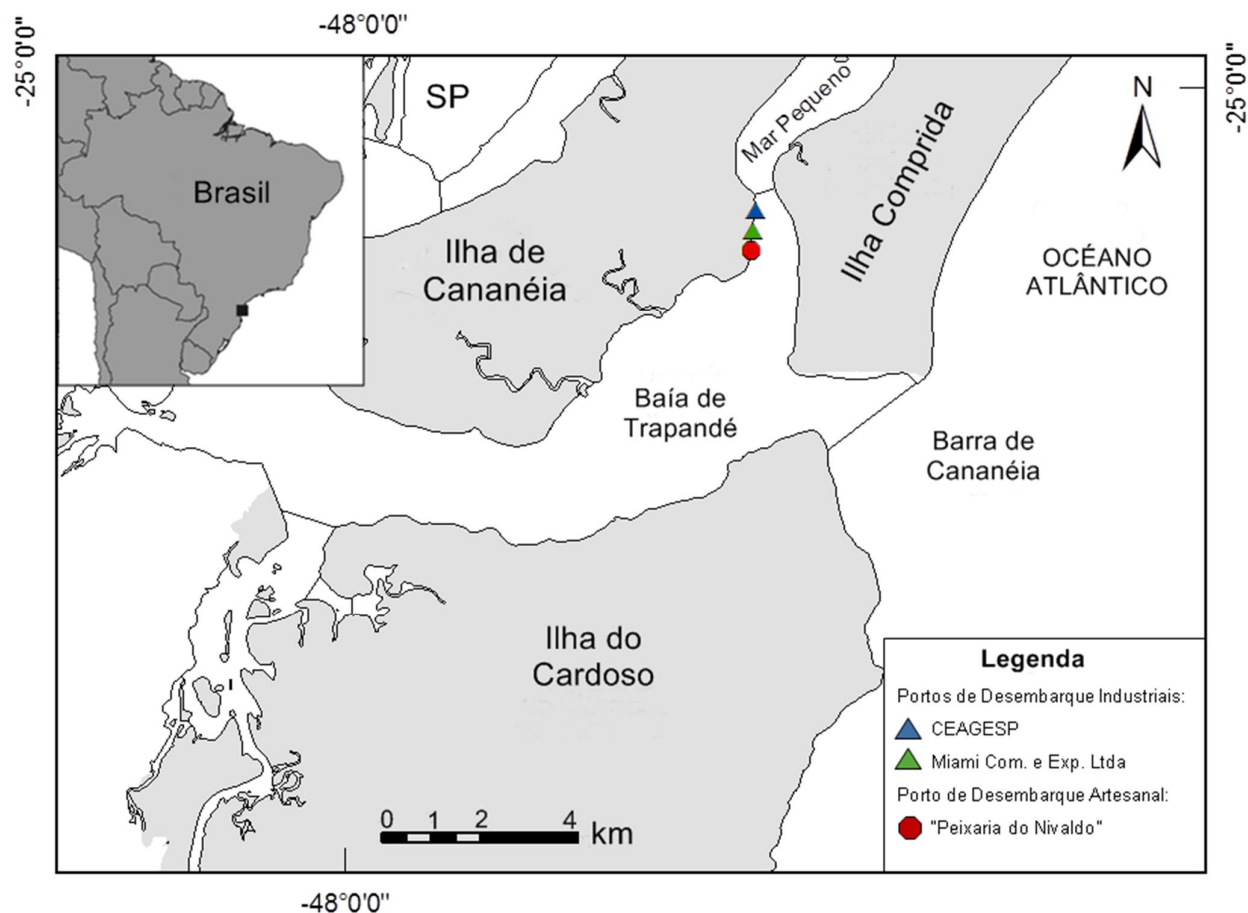 -48°0'0"
-25°0'0"
-25°0'0"
SP
Mar Pequeno
N
Brasil
Ilha Comprida
Ilha de
Cananéia
OCÉANO
ATLÂNTICO
Baía de
Trapandé
Barra de
Cananéia
Ilha do
Cardoso
Legenda
Portos de Desembarque Industriais:
CEAGESP
Miami Com. e Exp. Ltda
Porto de Desembarque Artesanal:
"Peixaria do Nivaldo"
0 1 2 4
km
-48°0'0"